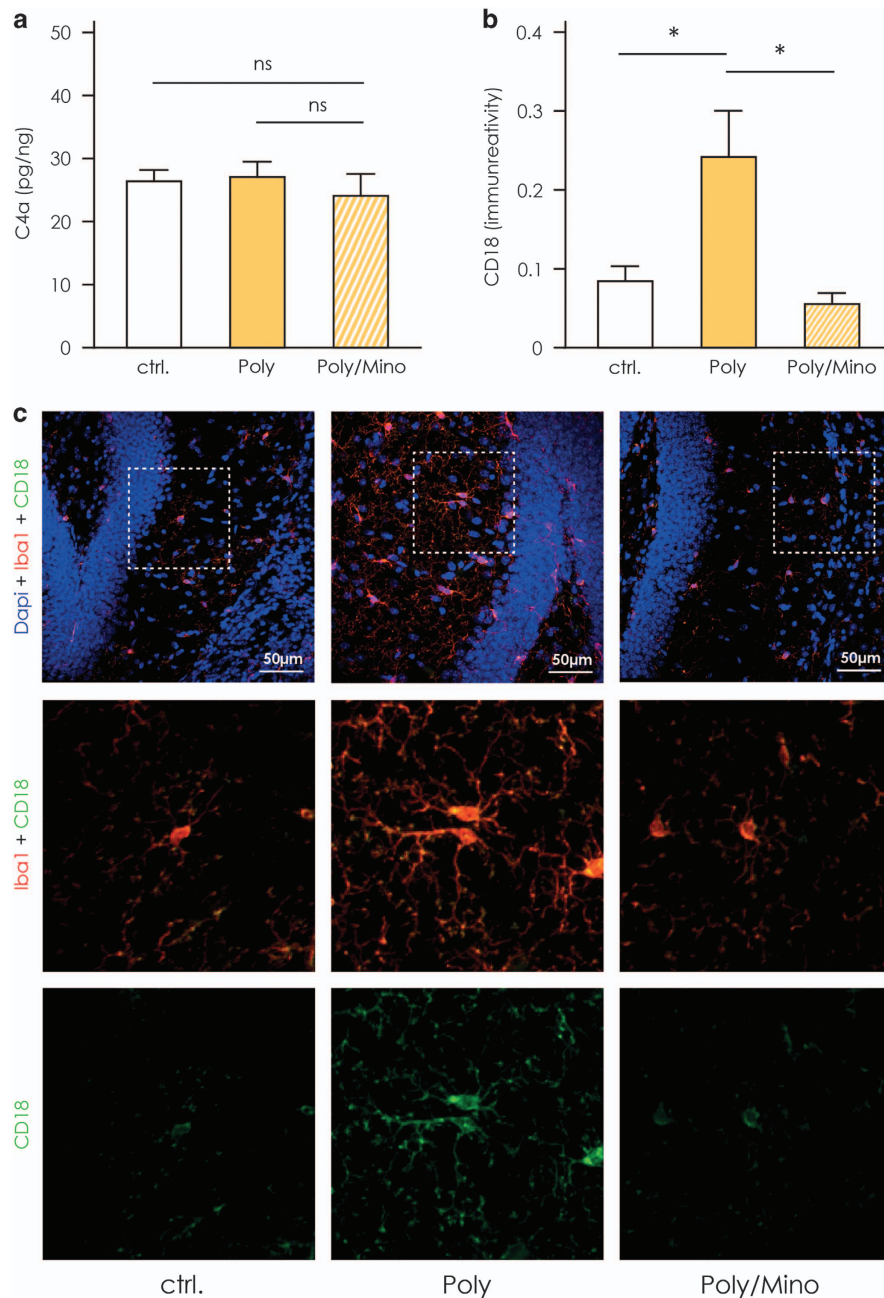 a
50
40
30
20
10
0
C4a (pg/ng)
ns
ns
ctrl.
Poly
Poly/Mino
b
0.4
0.3
0.2
0.1
0
CD18 (immunreativity)
*
*
ctrl.
Poly
Poly/Mino
c
Dapi + Iba1 + CD18
50µm
50µm
50µm
Iba1 + CD18
CD18
ctrl.
Poly
Poly/Mino